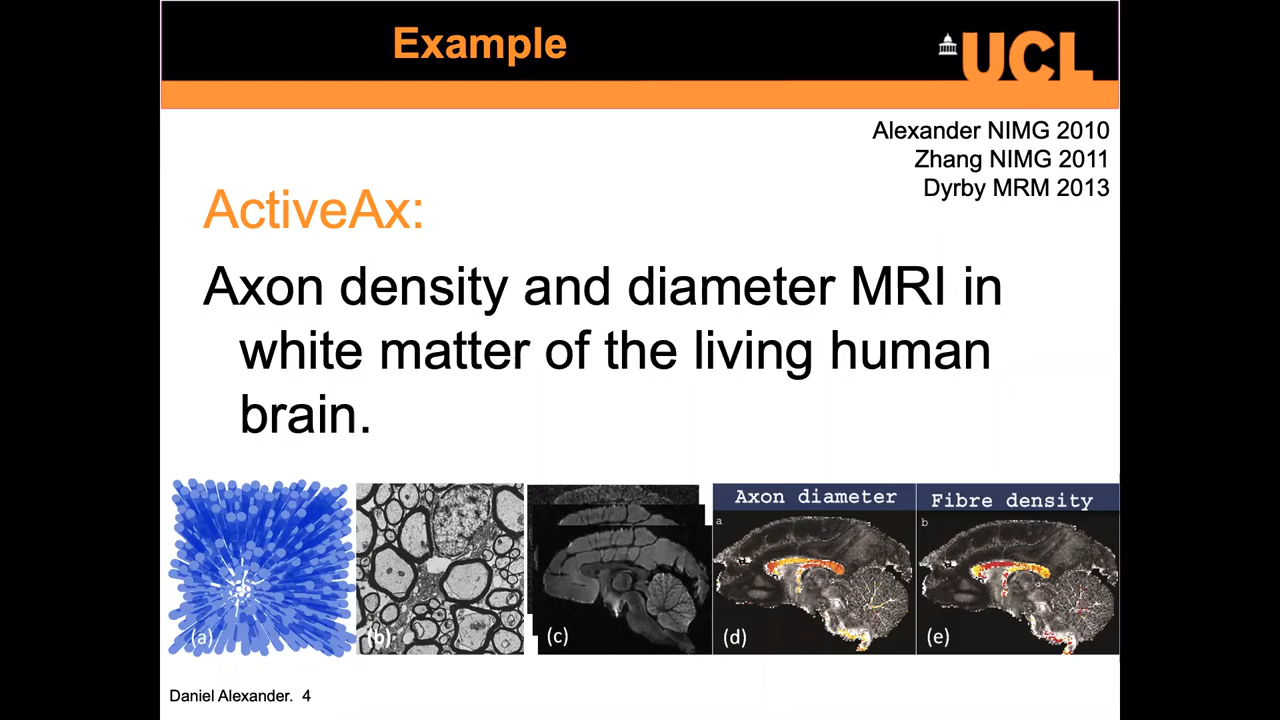 Example
UCL
Alexander NIMG 2010
Zhang NIMG 2011
Dyrby MRM 2013
ActiveAx:
Axon density and diameter MRI in
white matter of the living human
brain.
(a)
(b)
(c)
Axon diameter
a
(d)
Fibre density
b
(e)
Daniel Alexander. 4